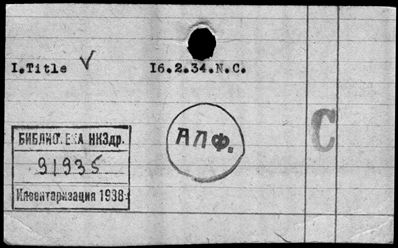 I.Title V 16.2.34.N.C.
С
АЛФ.
БИБЛИОТЕКА НКЗдр.
91935
Инвентаризация 1938